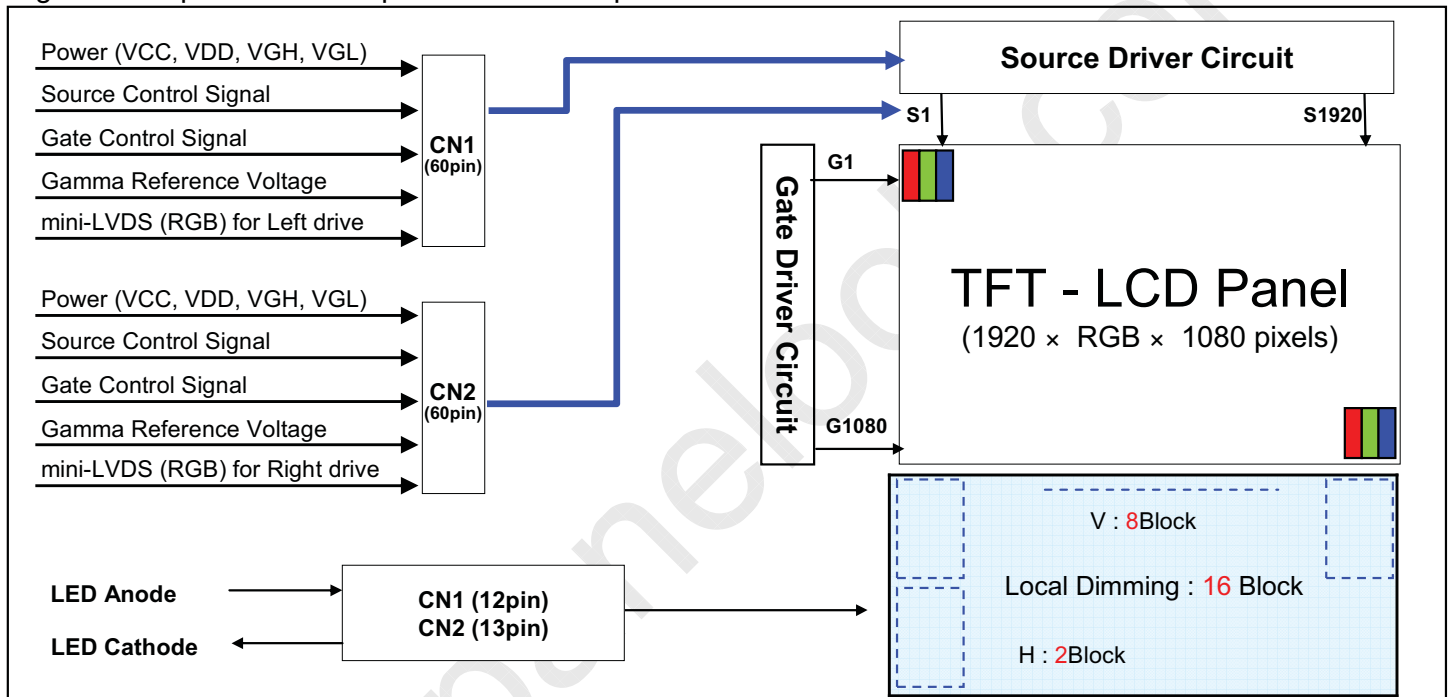 Power (VCC, VDD, VGH, VGL)
Source Control Signal
Gate Control Signal
Gamma Reference Voltage
mini-LVDS (RGB) for Left drive
CN1
(60pin)
Power (VCC, VDD, VGH, VGL)
Source Control Signal
Gate Control Signal
Gamma Reference Voltage
mini-LVDS (RGB) for Right drive
CN2
(60pin)
Source Driver Circuit
S1
S1920
G1
Gate Driver Circuit
G1080
TFT - LCD Panel
(1920 × RGB × 1080 pixels)
V : 8Block
Local Dimming : 16 Block
H : 2Block
LED Anode
LED Cathode
CN1 (12pin)
CN2 (13pin)